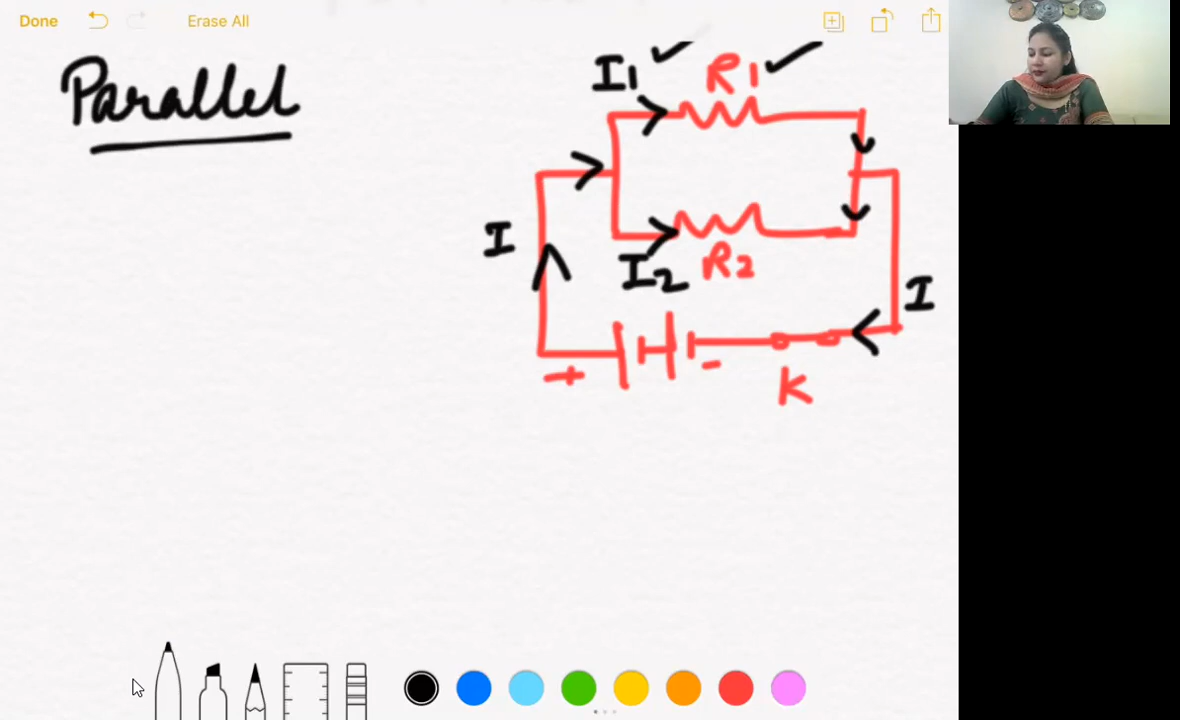 Done Erase All
Parallel
I1 R1
I
I2 R2
I
+ - K